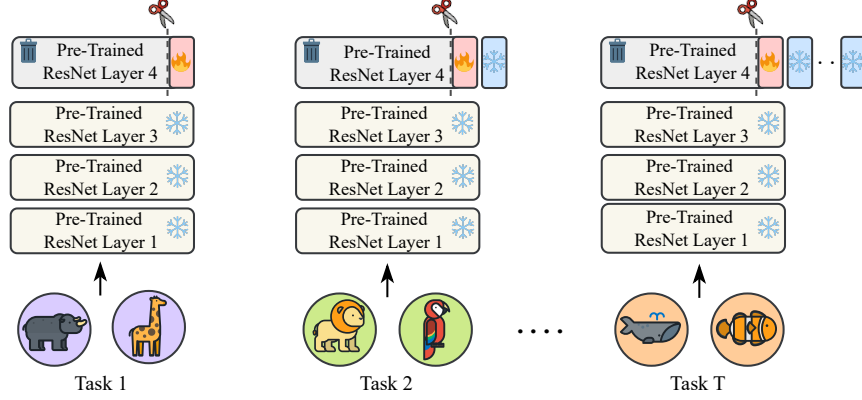 Pre-Trained
ResNet Layer 4
Pre-Trained
ResNet Layer 3
Pre-Trained
ResNet Layer 2
Pre-Trained
ResNet Layer 1
Task 1
Pre-Trained
ResNet Layer 4
Pre-Trained
ResNet Layer 3
Pre-Trained
ResNet Layer 2
Pre-Trained
ResNet Layer 1
Task 2
....
Pre-Trained
ResNet Layer 4
..
Pre-Trained
ResNet Layer 3
Pre-Trained
ResNet Layer 2
Pre-Trained
ResNet Layer 1
Task T